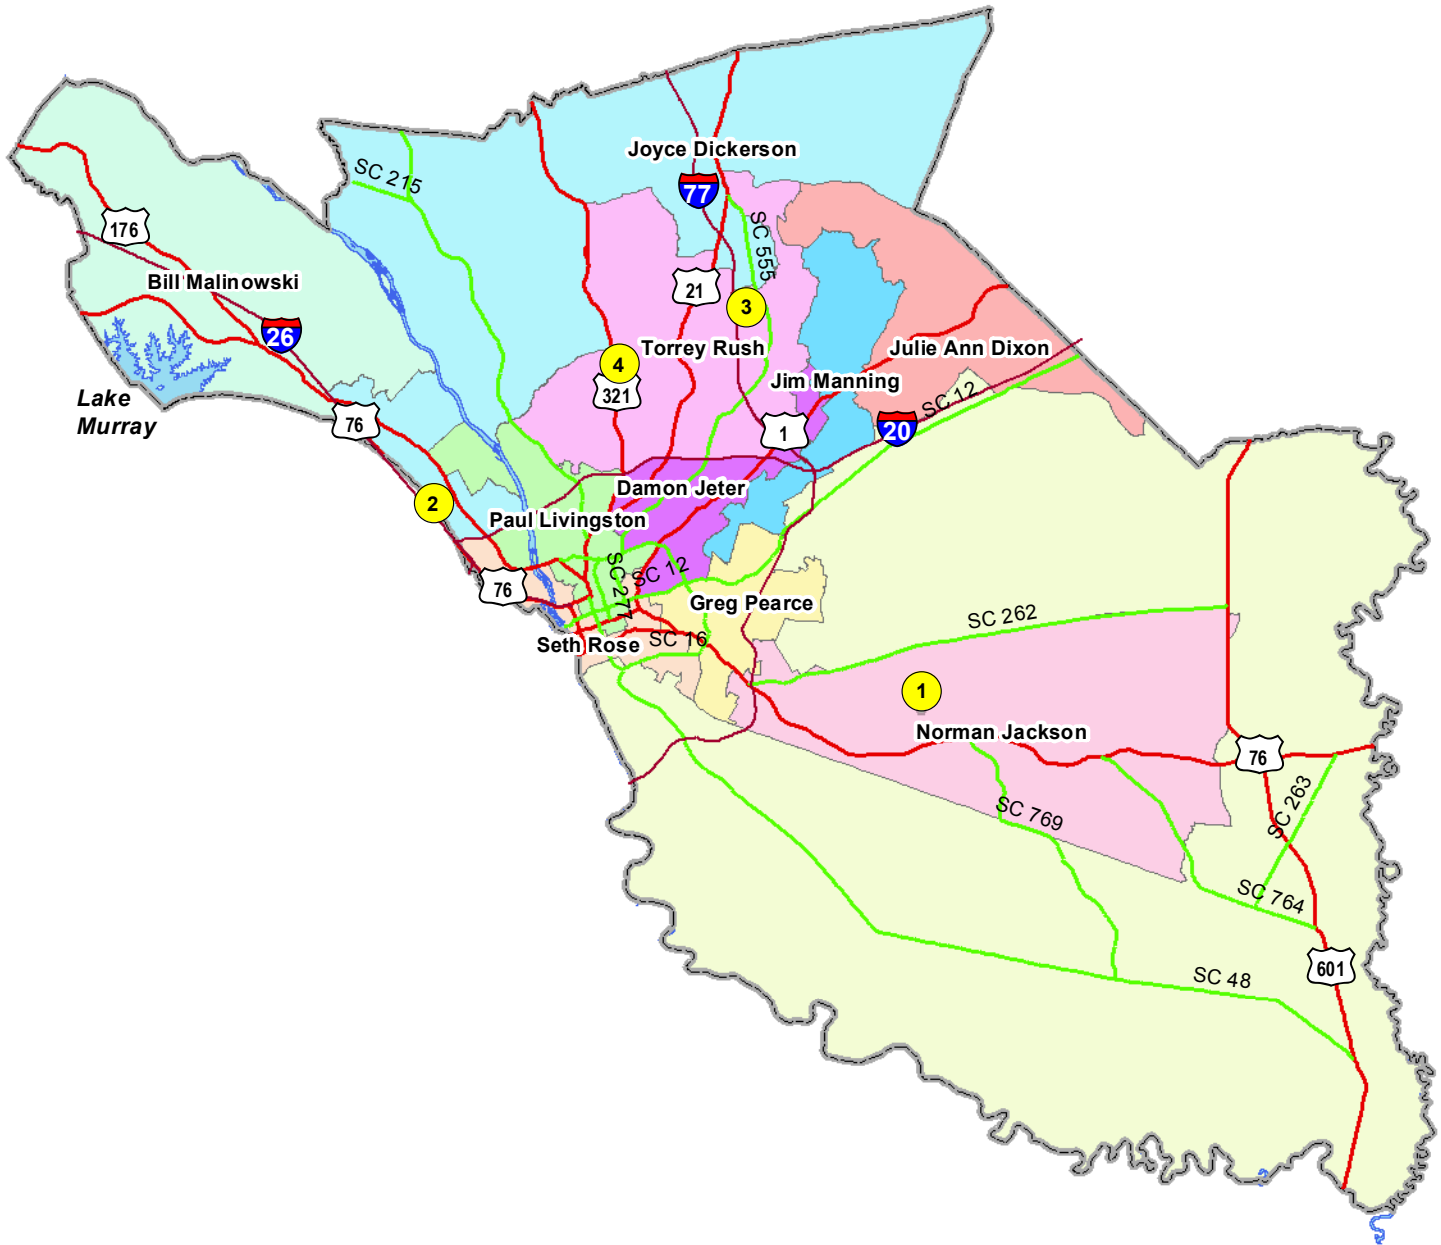 Joyce Dickerson
SC 215
77
176
SC 555
Bill Malinowski
21
3
26
Torrey Rush
Julie Ann Dixon
4
Jim Manning
321
Lake
Murray
SC 12
76
1
20
Damon Jeter
2
Paul Livingston
SC 277
SC 12
76
Greg Pearce
SC 262
Seth Rose
SC 16
1
Norman Jackson
76
SC 263
SC 769
SC 764
601
SC 48